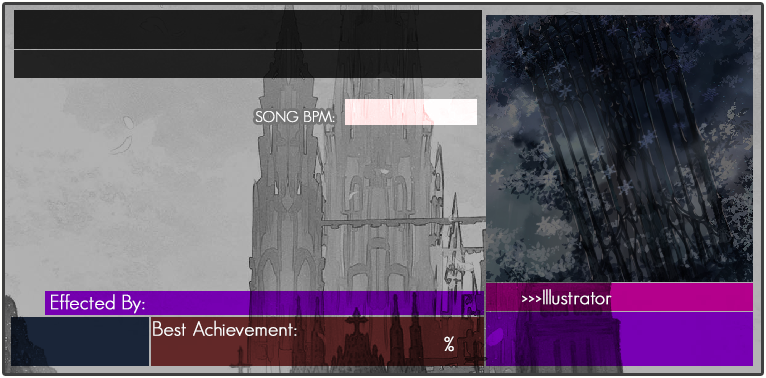 SONG BPM:
>>>Illustrator
Effected By:
Best Achievement:
%